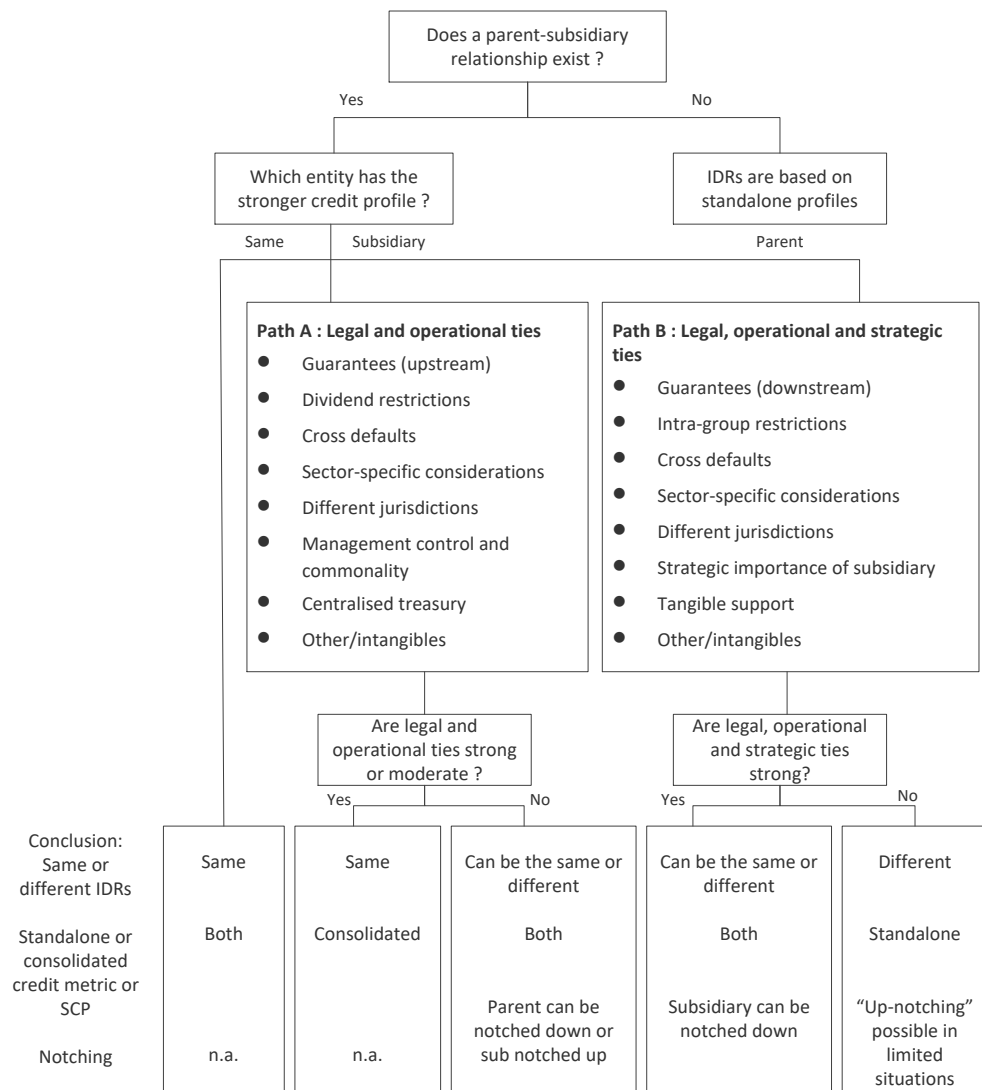 Does a parent-subsidiary
relationship exist ?
Yes
No
Which entity has the
stronger credit profile ?
IDRs are based on
standalone profiles
Same
Subsidiary
Parent
Path A : Legal and operational ties
● Guarantees (upstream)
● Dividend restrictions
● Cross defaults
● Sector-specific considerations
● Different jurisdictions
● Management control and
commonality
● Centralised treasury
● Other/intangibles
Path B : Legal, operational and strategic
ties
● Guarantees (downstream)
● Intra-group restrictions
● Cross defaults
● Sector-specific considerations
● Different jurisdictions
● Strategic importance of subsidiary
● Tangible support
● Other/intangibles
Are legal and
operational ties strong
or moderate ?
Are legal, operational
and strategic ties
strong?
Yes
No
Yes
No
Conclusion:
Same or
different IDRs
Same
Same
Can be the same or
different
Can be the same or
different
Different
Standalone or
consolidated
credit metric or
SCP
Both
Consolidated
Both
Both
Standalone
Notching
n.a.
n.a.
Parent can be
notched down or
sub notched up
Subsidiary can be
notched down
“Up-notching”
possible in
limited
situations